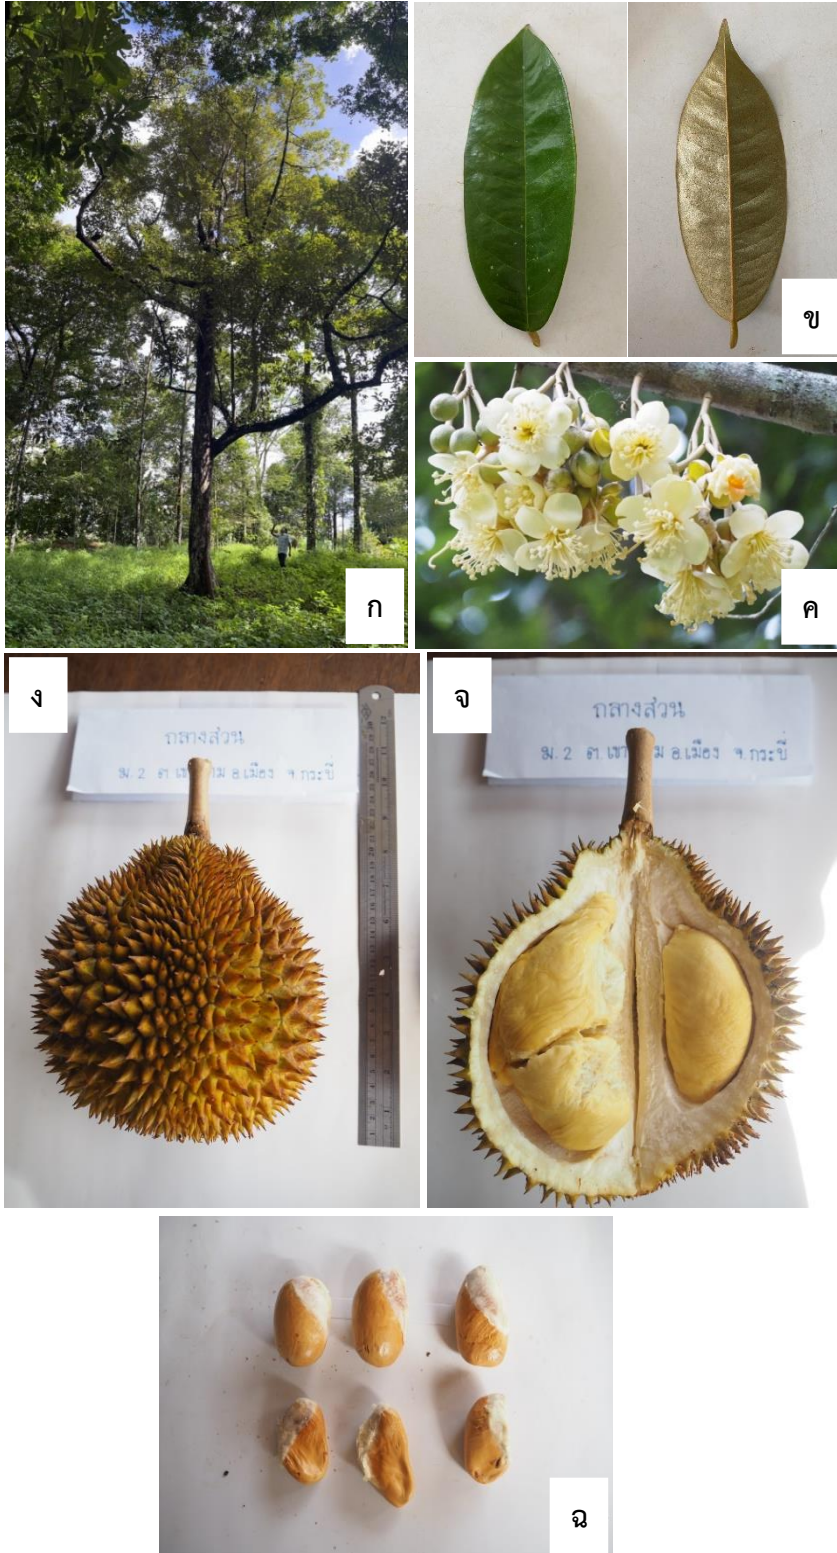 ก
ข
ค
ง
ถลางส่วน
ม. 2 ต. เขา ม อ.เมือง จ.กระบี่
จ
ถลางส่วน
ม. 2 ต. เขา ม อ.เมือง จ.กระบี่
ฉ